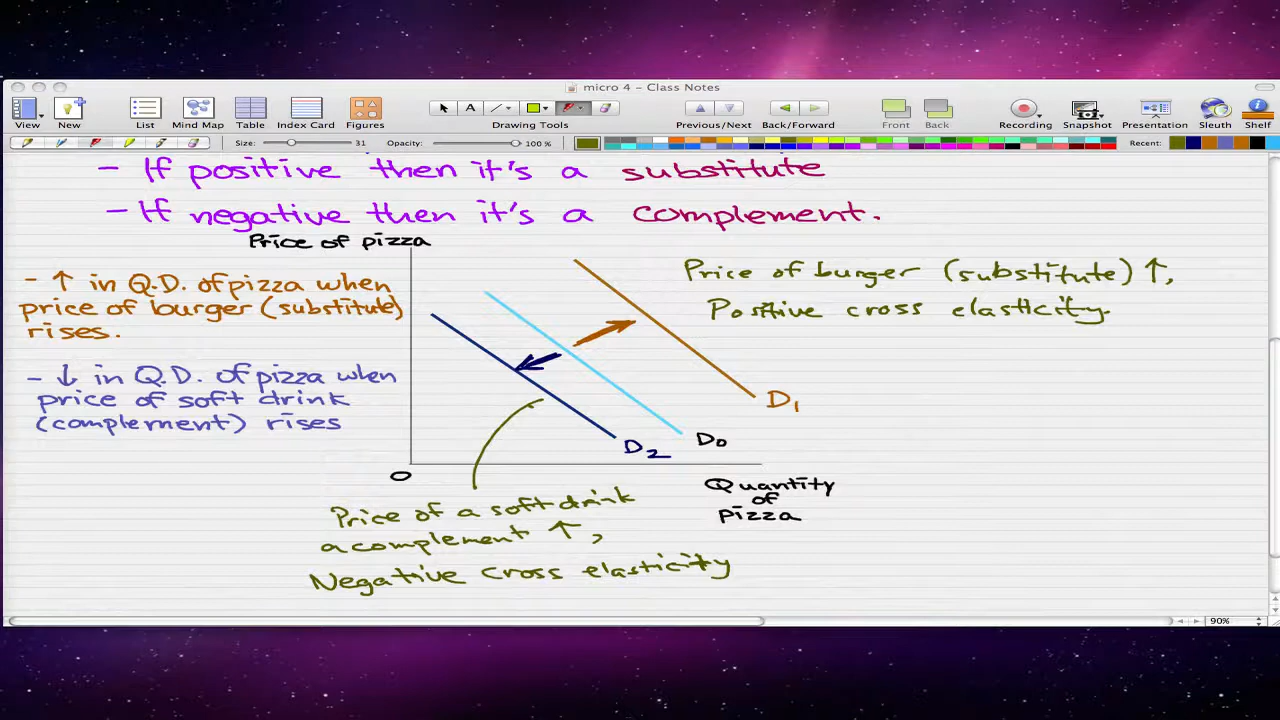 micro 4 – Class Notes
View New List Mind Map Table Index Card Figures Drawing Tools Previous/Next Back/Forward Front Back Recording Snapshot Presentation Sleuth Shelf
Size: 31 Opacity: 100 % Recent:
- If positive then it's a substitute
- If negative then it's a complement.
Price of pizza
- ↑ in Q.D. of pizza when
price of burger (substitute)
rises.
- ↓ in Q.D. of pizza when
price of soft drink
(complement) rises
Price of burger (substitute) ↑,
Positive cross elasticity.
D1
D0
D2
O
Quantity
of
pizza
Price of a soft drink
a complement ↑,
Negative cross elasticity
90%